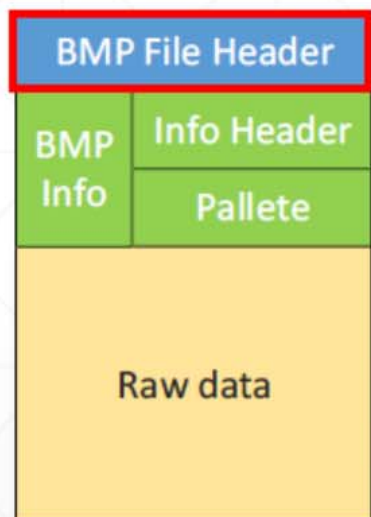 BMP File Header
BMP
Info
Info Header
Pallete
Raw data